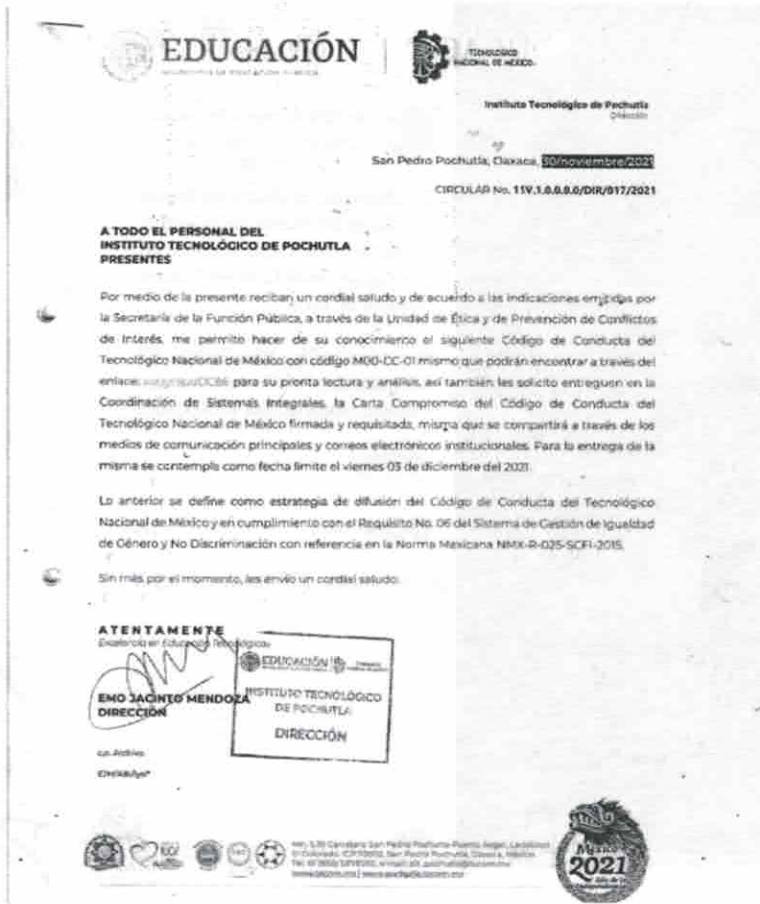 EDUCACIÓN
TECNOLÓGICO
NACIONAL DE MÉXICO
Instituto Tecnológico de Pochutla
Dirección
San Pedro Pochutla, Oaxaca, 30/noviembre/2021
CIRCULAR No. 11V.1.0.0.0.0/DIR/017/2021
A TODO EL PERSONAL DEL
INSTITUTO TECNOLÓGICO DE POCHUTLA
PRESENTES
Por medio de la presente reciban un cordial saludo y de acuerdo a las indicaciones emitidas por
la Secretaría de la Función Pública, a través de la Unidad de Ética y de Prevención de Conflictos
de Interés, me permito hacer de su conocimiento el siguiente Código de Conducta del
Tecnológico Nacional de México con código M00-CC-01 mismo que podrán encontrar a través del
enlace: para su pronta lectura y análisis, así también les solicito entreguen en la
Coordinación de Sistemas Integrales, la Carta Compromiso del Código de Conducta del
Tecnológico Nacional de México firmada y requisitada, misma que se compartirá a través de los
medios de comunicación principales y correos electrónicos institucionales. Para la entrega de la
misma se contempla como fecha límite el viernes 03 de diciembre del 2021.
Lo anterior se define como estrategia de difusión del Código de Conducta del Tecnológico
Nacional de México y en cumplimiento con el Requisito No. 06 del Sistema de Gestión de Igualdad
de Género y No Discriminación con referencia en la Norma Mexicana NMX-R-025-SCFI-2015.
Sin más por el momento, les envío un cordial saludo.
ATENTAMENTE
Excelencia en Educación Tecnológica®
EMO JACINTO MENDOZA
DIRECCIÓN
EDUCACIÓN
INSTITUTO TECNOLÓGICO
DE POCHUTLA
DIRECCIÓN
c.p. Archivo
México
2021